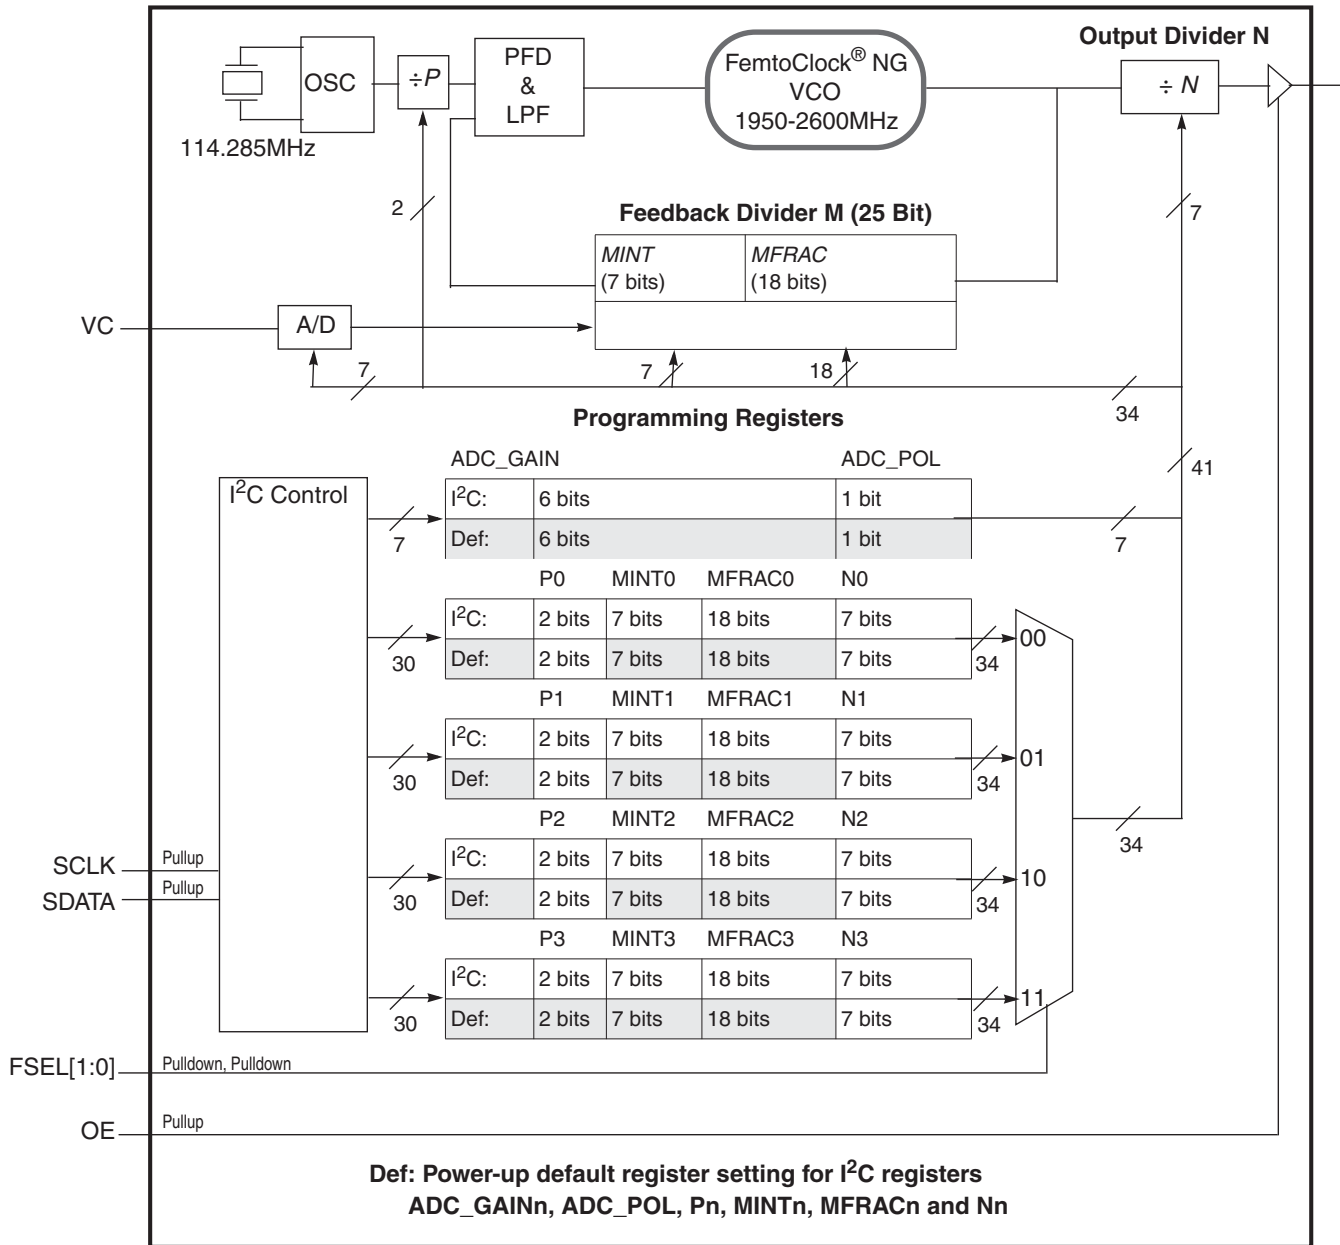 Output Divider N
OSC
÷P
PFD
&
LPF
FemtoClock® NG
VCO
1950-2600MHz
÷ N
114.285MHz
2
7
Feedback Divider M (25 Bit)
MINT
(7 bits)
MFRAC
(18 bits)
VC
A/D
7
7
18
34
Programming Registers
41
ADC_GAIN
ADC_POL
I²C Control
I²C: 6 bits 1 bit
7
7
Def: 6 bits 1 bit
P0 MINT0 MFRAC0 N0
I²C: 2 bits 7 bits 18 bits 7 bits
00
30
34
Def: 2 bits 7 bits 18 bits 7 bits
P1 MINT1 MFRAC1 N1
I²C: 2 bits 7 bits 18 bits 7 bits
01
30
34
Def: 2 bits 7 bits 18 bits 7 bits
P2 MINT2 MFRAC2 N2
34
SCLK Pullup
I²C: 2 bits 7 bits 18 bits 7 bits
10
SDATA Pullup
30
34
Def: 2 bits 7 bits 18 bits 7 bits
P3 MINT3 MFRAC3 N3
I²C: 2 bits 7 bits 18 bits 7 bits
11
30
34
Def: 2 bits 7 bits 18 bits 7 bits
FSEL[1:0] Pulldown, Pulldown
OE Pullup
Def: Power-up default register setting for I²C registers
ADC_GAINn, ADC_POL, Pn, MINTn, MFRACn and Nn